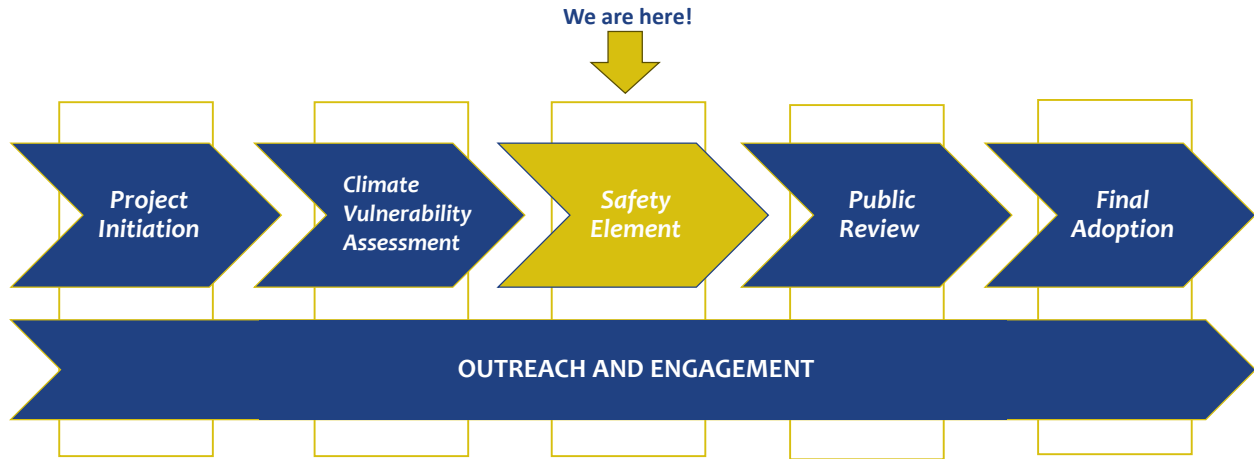 We are here!
Project
Initiation
Climate
Vulnerability
Assessment
Safety
Element
Public
Review
Final
Adoption
OUTREACH AND ENGAGEMENT